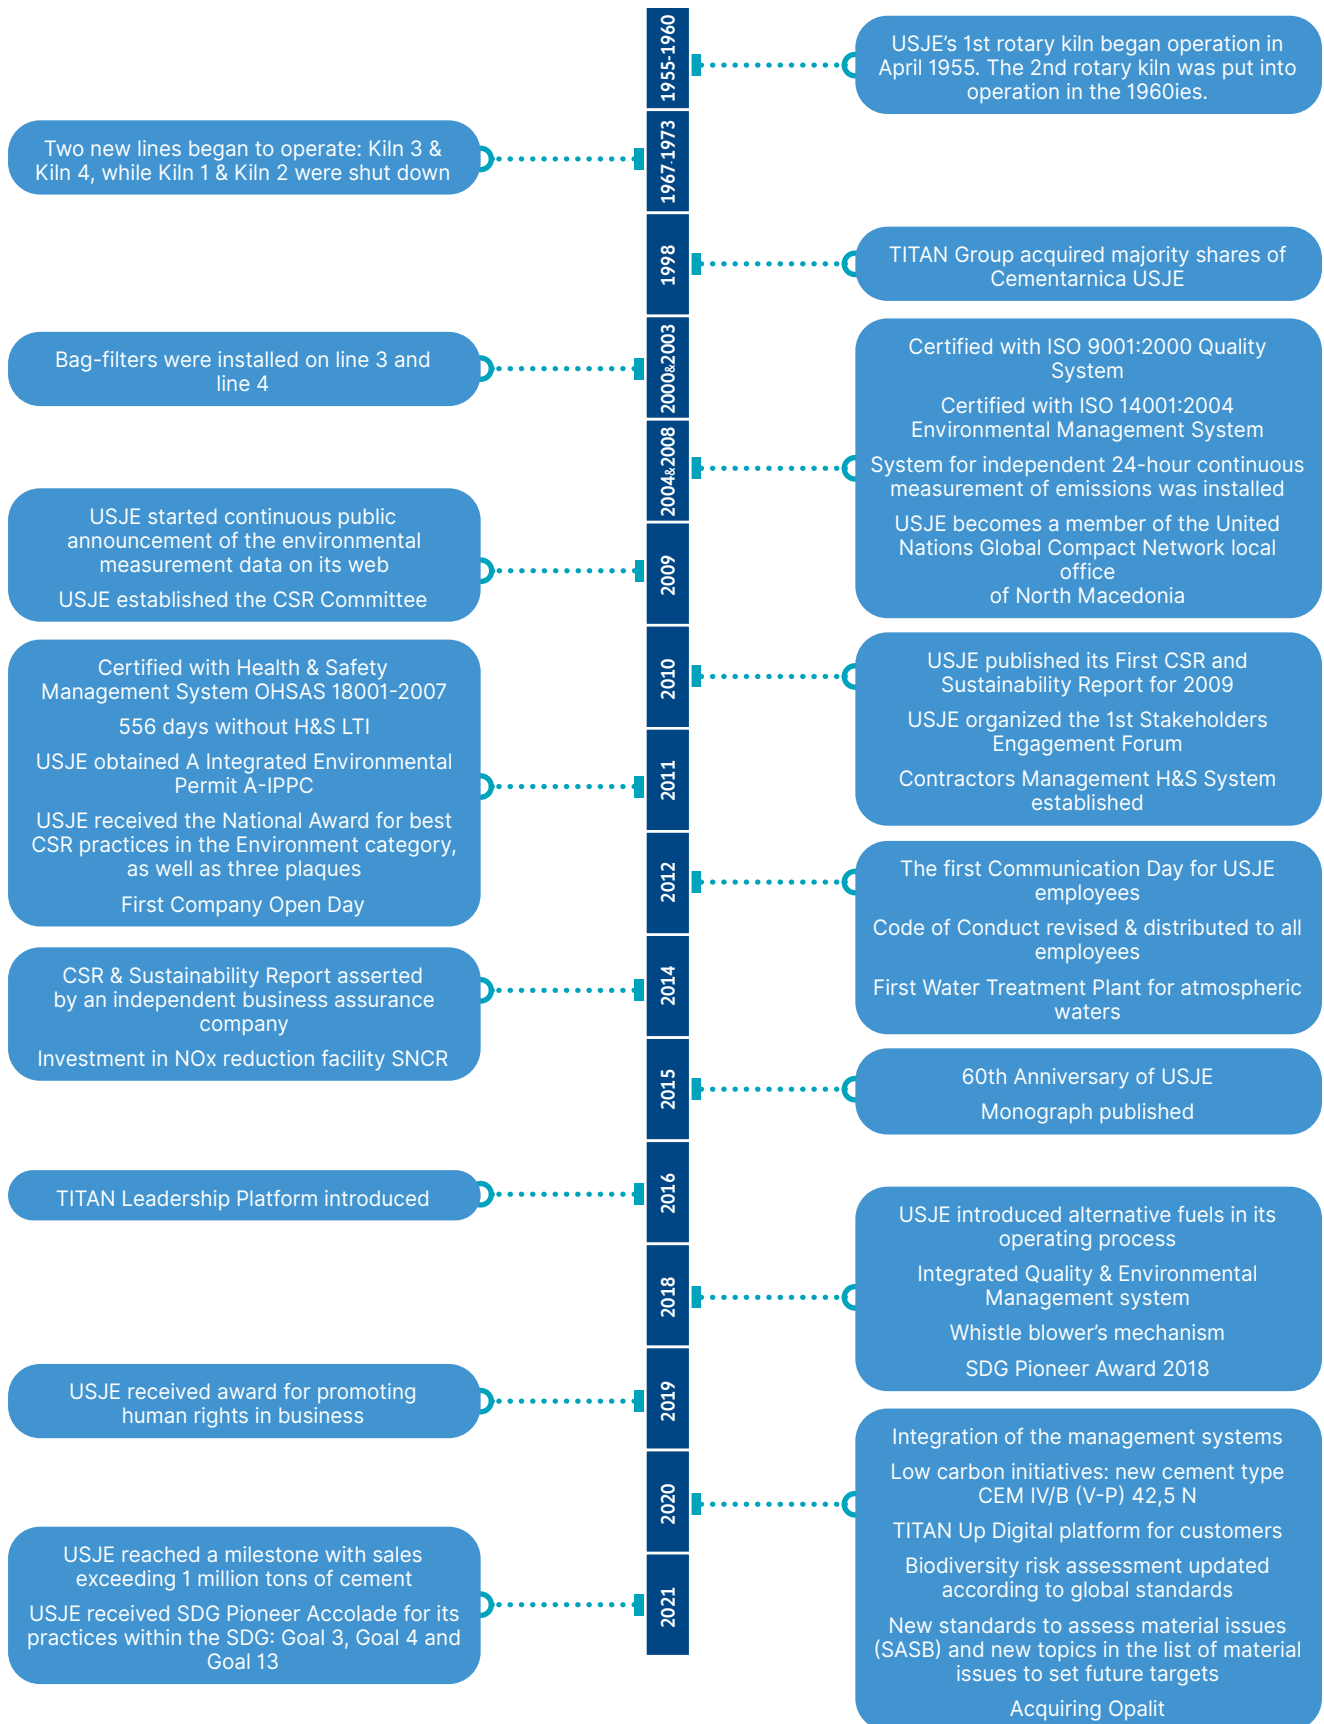 1955-1960
USJE's 1st rotary kiln began operation in
April 1955. The 2nd rotary kiln was put into
operation in the 1960ies.
1967-1973
Two new lines began to operate: Kiln 3 &
Kiln 4, while Kiln 1 & Kiln 2 were shut down
1998
TITAN Group acquired majority shares of
Cementarnica USJE
2000&2003
Bag-filters were installed on line 3 and
line 4
2004&2008
Certified with ISO 9001:2000 Quality
System
Certified with ISO 14001:2004
Environmental Management System
System for independent 24-hour continuous
measurement of emissions was installed
USJE becomes a member of the United
Nations Global Compact Network local
office
of North Macedonia
2009
USJE started continuous public
announcement of the environmental
measurement data on its web
USJE established the CSR Committee
2010
USJE published its First CSR and
Sustainability Report for 2009
USJE organized the 1st Stakeholders
Engagement Forum
Contractors Management H&S System
established
2011
Certified with Health & Safety
Management System OHSAS 18001-2007
556 days without H&S LTI
USJE obtained A Integrated Environmental
Permit A-IPPC
USJE received the National Award for best
CSR practices in the Environment category,
as well as three plaques
First Company Open Day
2012
The first Communication Day for USJE
employees
Code of Conduct revised & distributed to all
employees
First Water Treatment Plant for atmospheric
waters
2014
CSR & Sustainability Report asserted
by an independent business assurance
company
Investment in NOx reduction facility SNCR
2015
60th Anniversary of USJE
Monograph published
2016
TITAN Leadership Platform introduced
2018
USJE introduced alternative fuels in its
operating process
Integrated Quality & Environmental
Management system
Whistle blower's mechanism
SDG Pioneer Award 2018
2019
USJE received award for promoting
human rights in business
2020
Integration of the management systems
Low carbon initiatives: new cement type
CEM IV/B (V-P) 42,5 N
TITAN Up Digital platform for customers
Biodiversity risk assessment updated
according to global standards
New standards to assess material issues
(SASB) and new topics in the list of material
issues to set future targets
Acquiring Opalit
2021
USJE reached a milestone with sales
exceeding 1 million tons of cement
USJE received SDG Pioneer Accolade for its
practices within the SDG: Goal 3, Goal 4 and
Goal 13